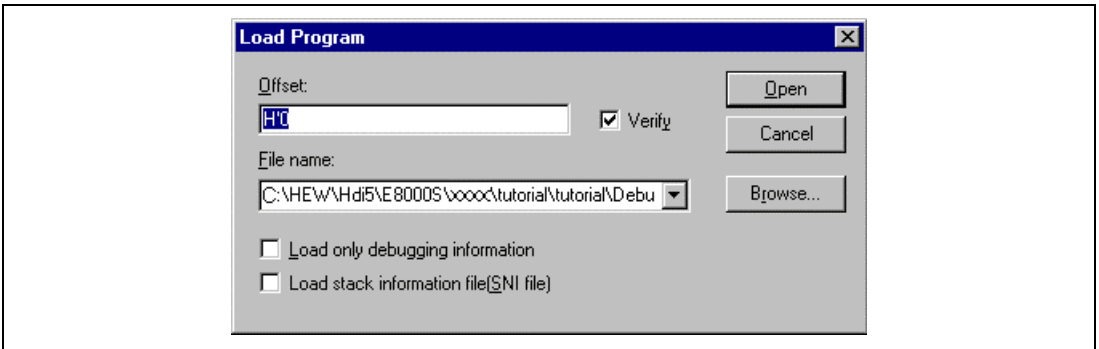 Load Program
Offset:
H'0
Verify
Open
Cancel
File name:
C:\HEW\Hdi5\E8000S\xxxx\tutorial\tutorial\Debu
Browse...
Load only debugging information
Load stack information file(SNI file)